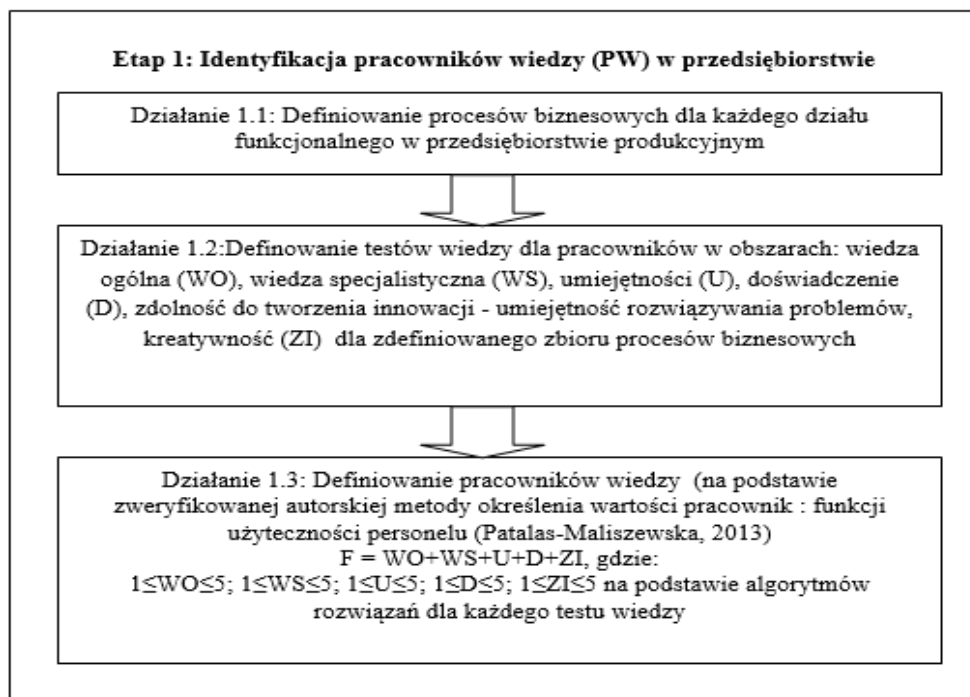 Etap 1: Identyfikacja pracowników wiedzy (PW) w przedsiębiorstwie
Działanie 1.1: Definiowanie procesów biznesowych dla każdego działu
funkcjonalnego w przedsiębiorstwie produkcyjnym
Działanie 1.2:Definowanie testów wiedzy dla pracowników w obszarach: wiedza
ogólna (WO), wiedza specjalistyczna (WS), umiejętności (U), doświadczenie
(D), zdolność do tworzenia innowacji - umiejętność rozwiązywania problemów,
kreatywność (ZI) dla zdefiniowanego zbioru procesów biznesowych
Działanie 1.3: Definiowanie pracowników wiedzy (na podstawie
zweryfikowanej autorskiej metody określenia wartości pracownik : funkcji
użyteczności personelu (Patalas-Maliszewska, 2013)
F = WO+WS+U+D+ZI, gdzie:
1≤WO≤5; 1≤WS≤5; 1≤U≤5; 1≤D≤5; 1≤ZI≤5 na podstawie algorytmów
rozwiązań dla każdego testu wiedzy